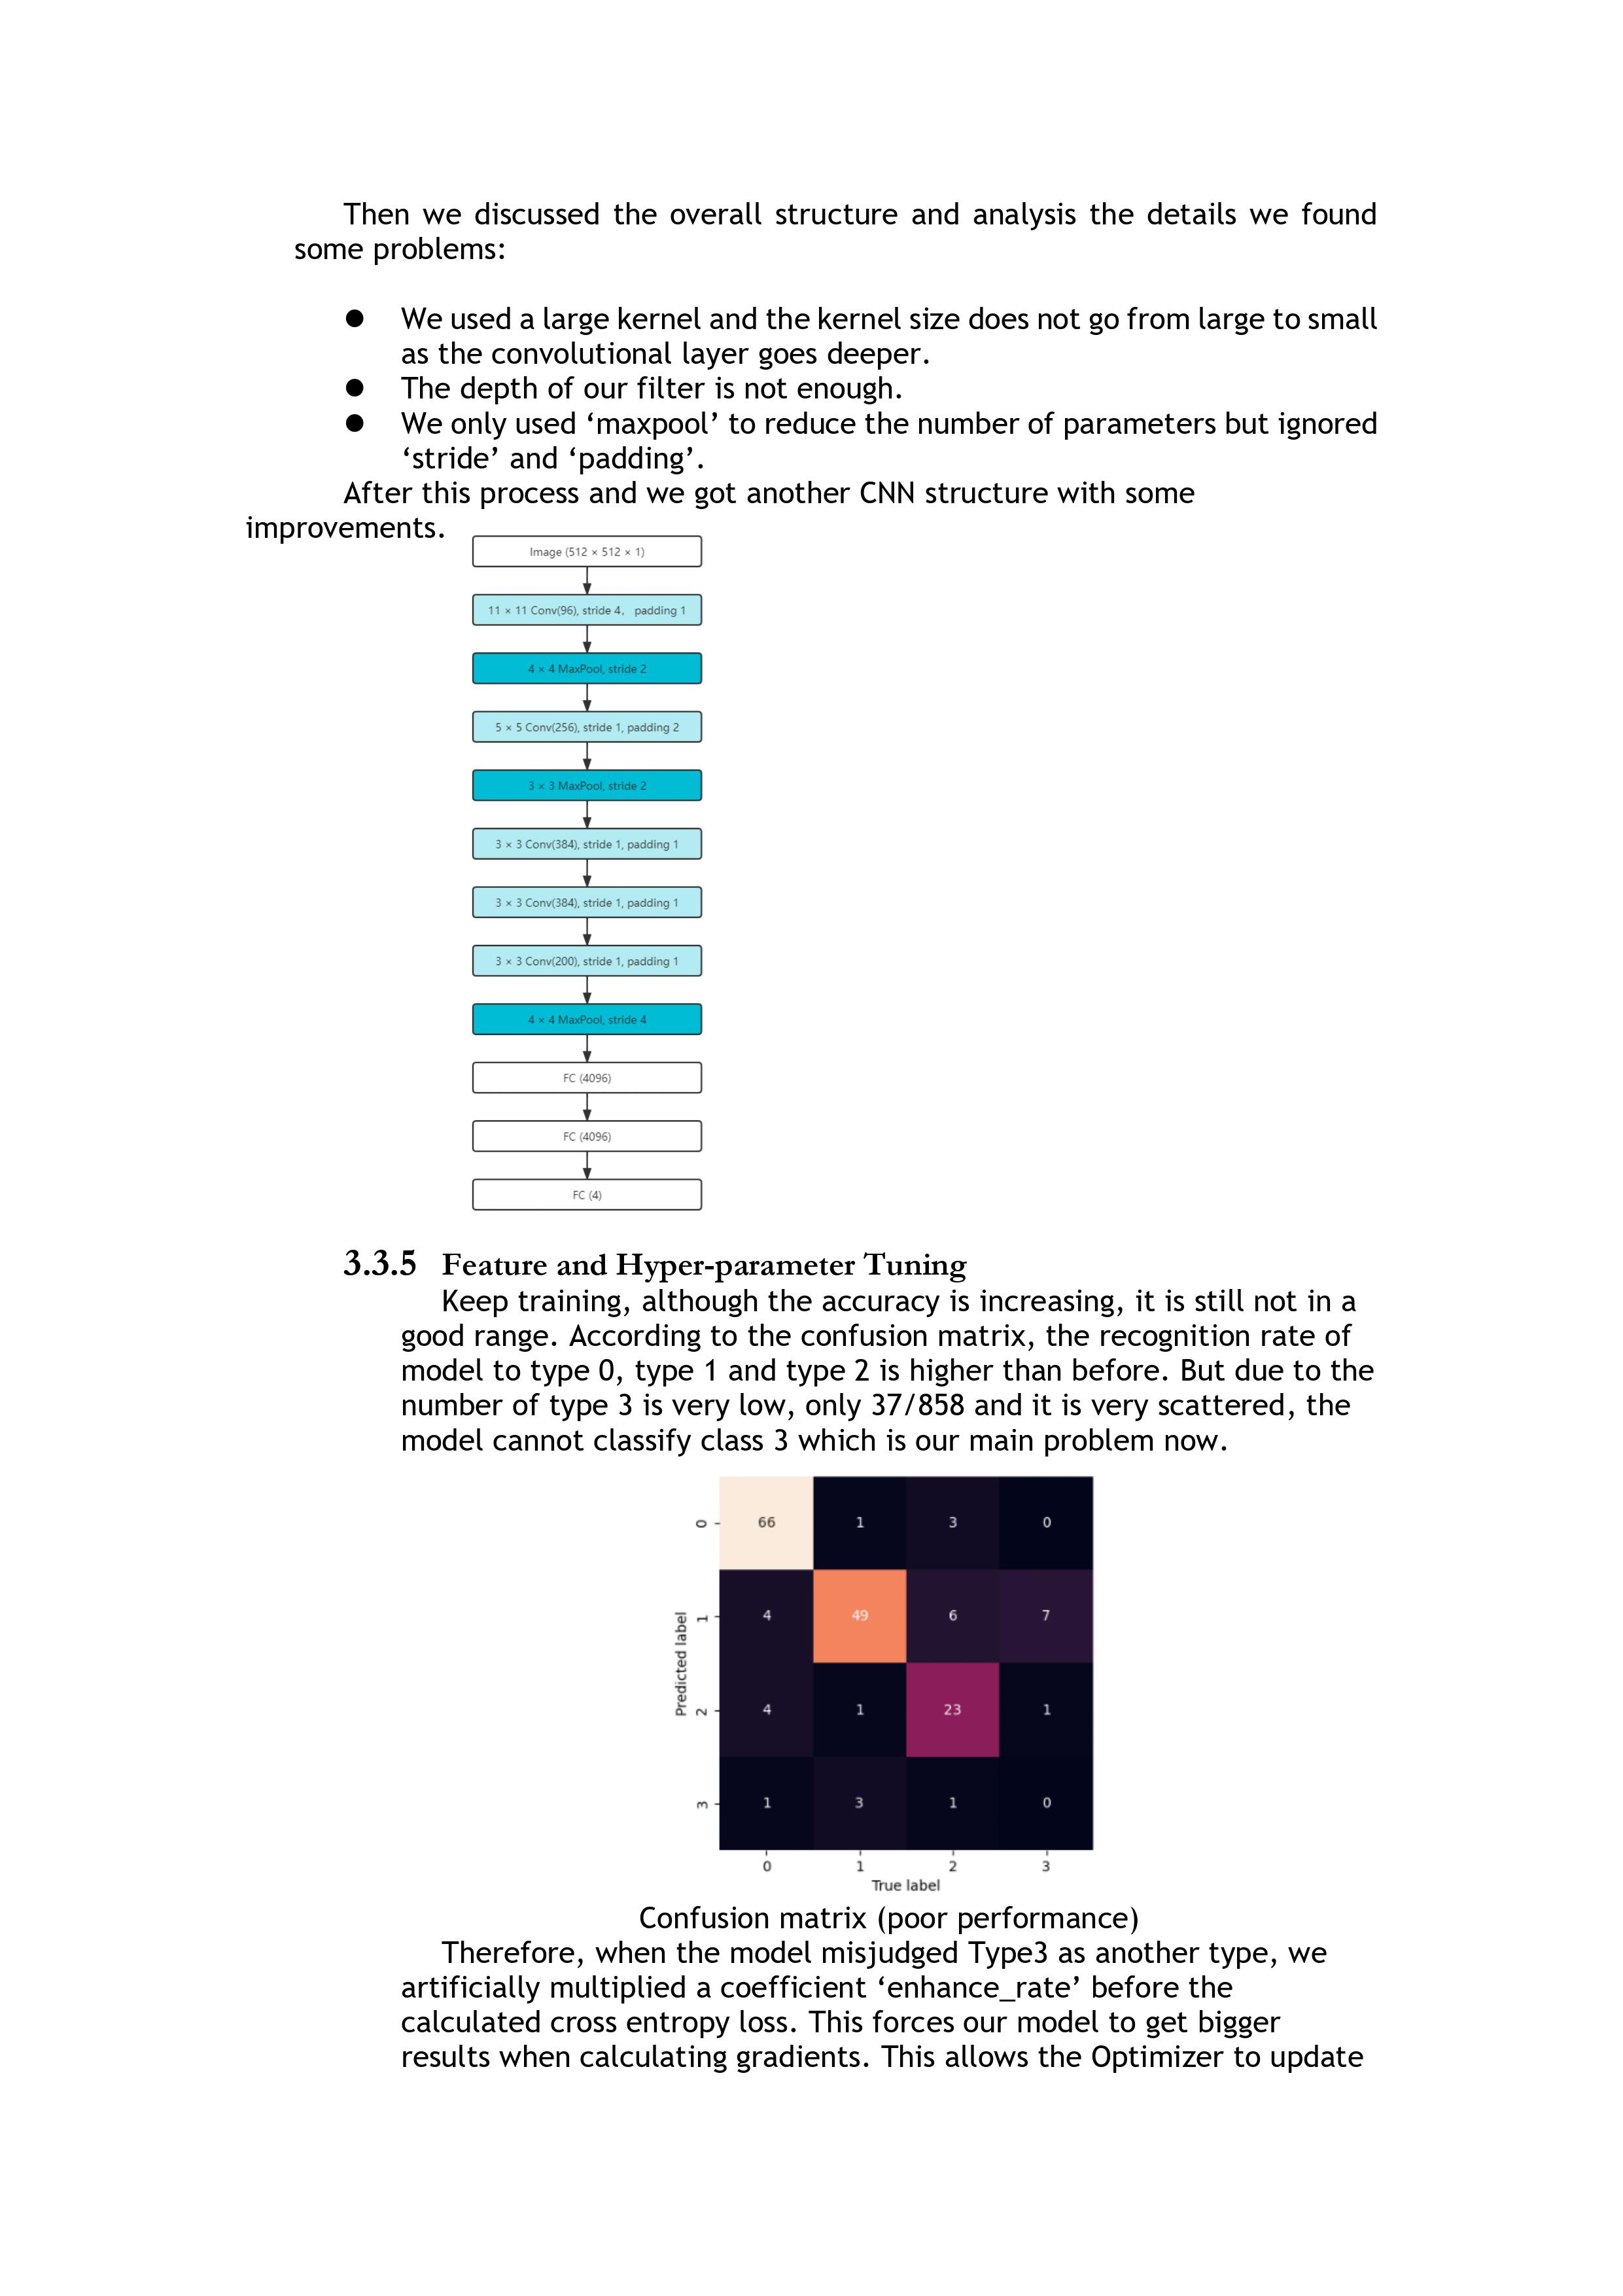 Then we discussed the overall structure and analysis the details we found
some problems:
● We used a large kernel and the kernel size does not go from large to small
as the convolutional layer goes deeper.
● The depth of our filter is not enough.
● We only used ‘maxpool’ to reduce the number of parameters but ignored
‘stride’ and ‘padding’.
After this process and we got another CNN structure with some
improvements.
Image (512 × 512 × 1)
11 × 11 Conv(96), stride 4, padding 1
4 × 4 MaxPool, stride 2
5 × 5 Conv(256), stride 1, padding 2
3 × 3 MaxPool, stride 2
3 × 3 Conv(384), stride 1, padding 1
3 × 3 Conv(384), stride 1, padding 1
3 × 3 Conv(200), stride 1, padding 1
4 × 4 MaxPool, stride 4
FC (4096)
FC (4096)
FC (4)
3.3.5 Feature and Hyper-parameter Tuning
Keep training, although the accuracy is increasing, it is still not in a
good range. According to the confusion matrix, the recognition rate of
model to type 0, type 1 and type 2 is higher than before. But due to the
number of type 3 is very low, only 37/858 and it is very scattered, the
model cannot classify class 3 which is our main problem now.
Predicted label
0 66 1 3 0
1 4 49 6 7
2 4 1 23 1
3 1 3 1 0
0 1 2 3
True label
Confusion matrix (poor performance)
Therefore, when the model misjudged Type3 as another type, we
artificially multiplied a coefficient ‘enhance_rate’ before the
calculated cross entropy loss. This forces our model to get bigger
results when calculating gradients. This allows the Optimizer to update